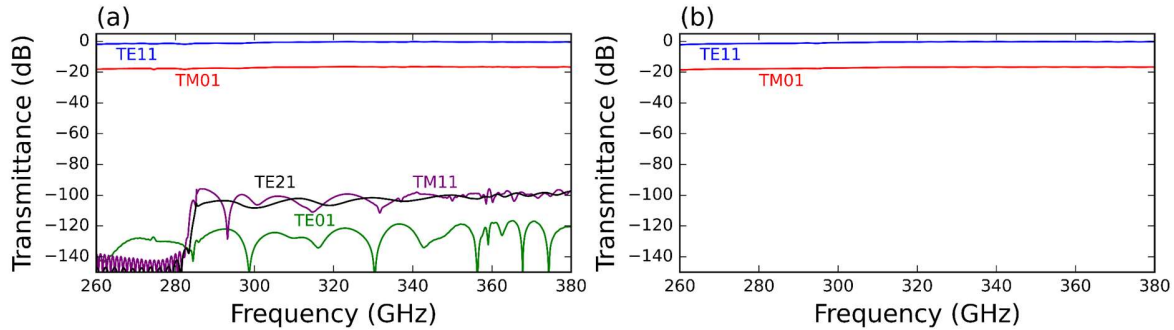 (a)
Transmittance (dB)
0
−20
−40
−60
−80
−100
−120
−140
TE11
TM01
TE21
TM11
TE01
260 280 300 320 340 360 380
Frequency (GHz)
(b)
Transmittance (dB)
0
−20
−40
−60
−80
−100
−120
−140
TE11
TM01
260 280 300 320 340 360 380
Frequency (GHz)